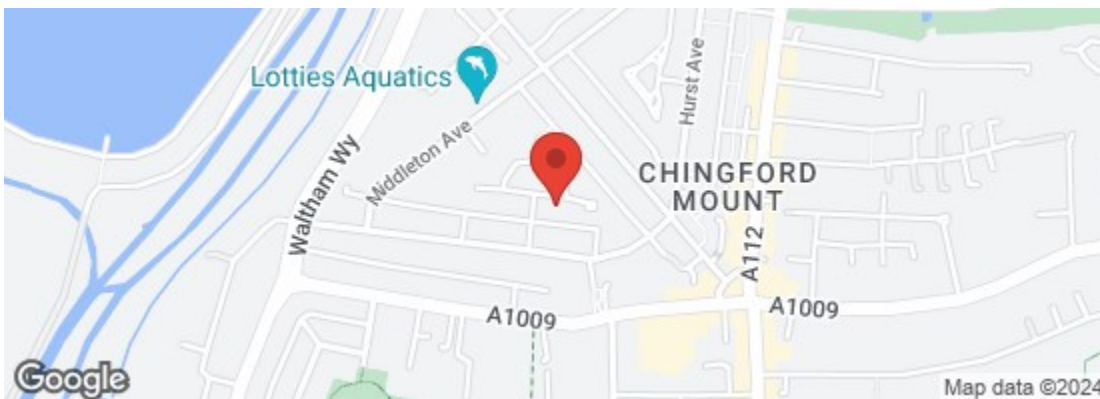 Lotties Aquatics
Hurst Ave
Middleton Ave
Waltham Wy
CHINGFORD
MOUNT
A112
A1009
A1009
Google
Map data ©2024